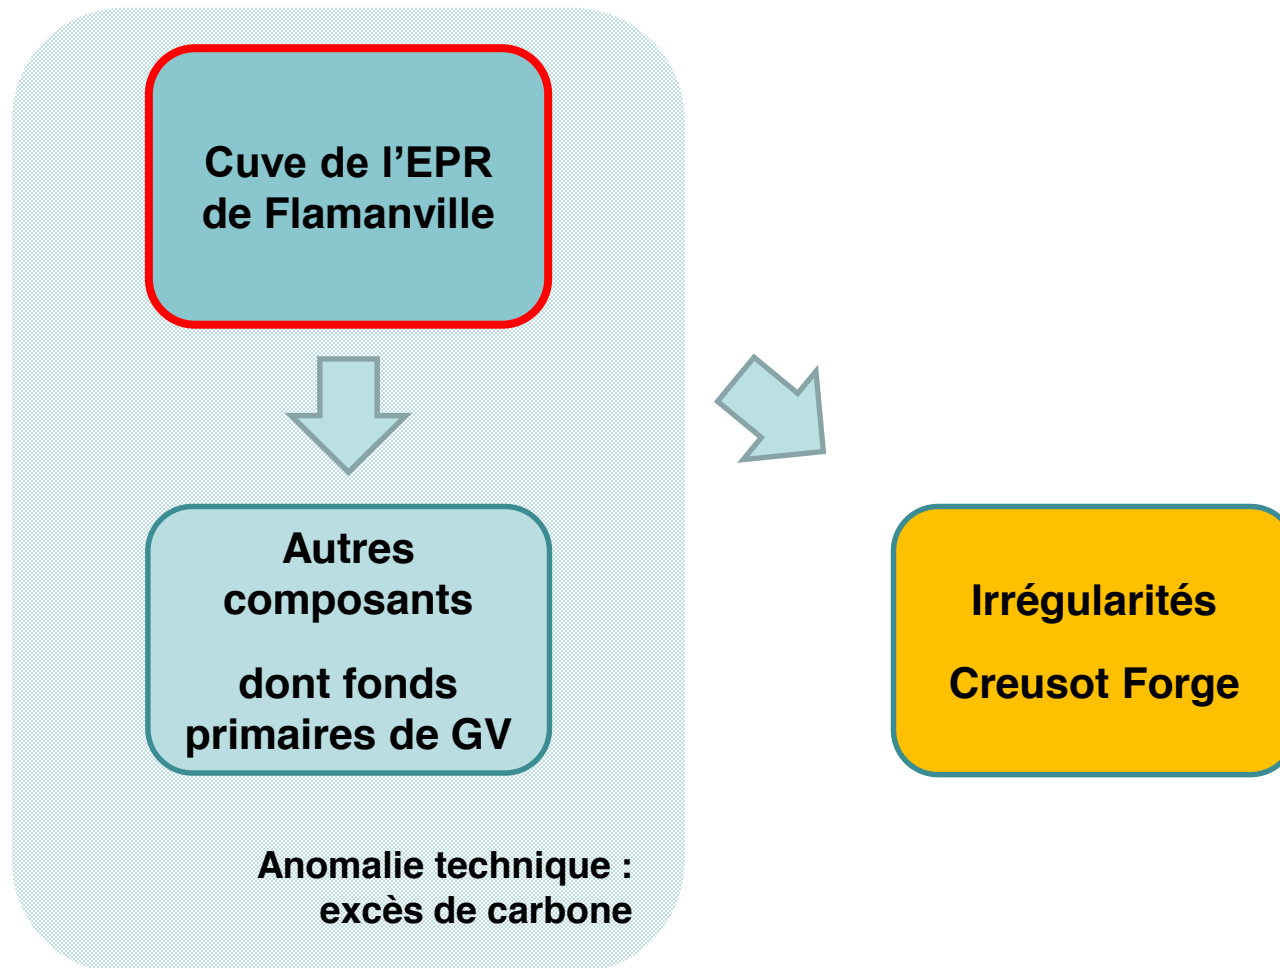 Cuve de l’EPR
de Flamanville
Autres
composants
dont fonds
primaires de GV
Irrégularités
Creusot Forge
Anomalie technique :
excès de carbone